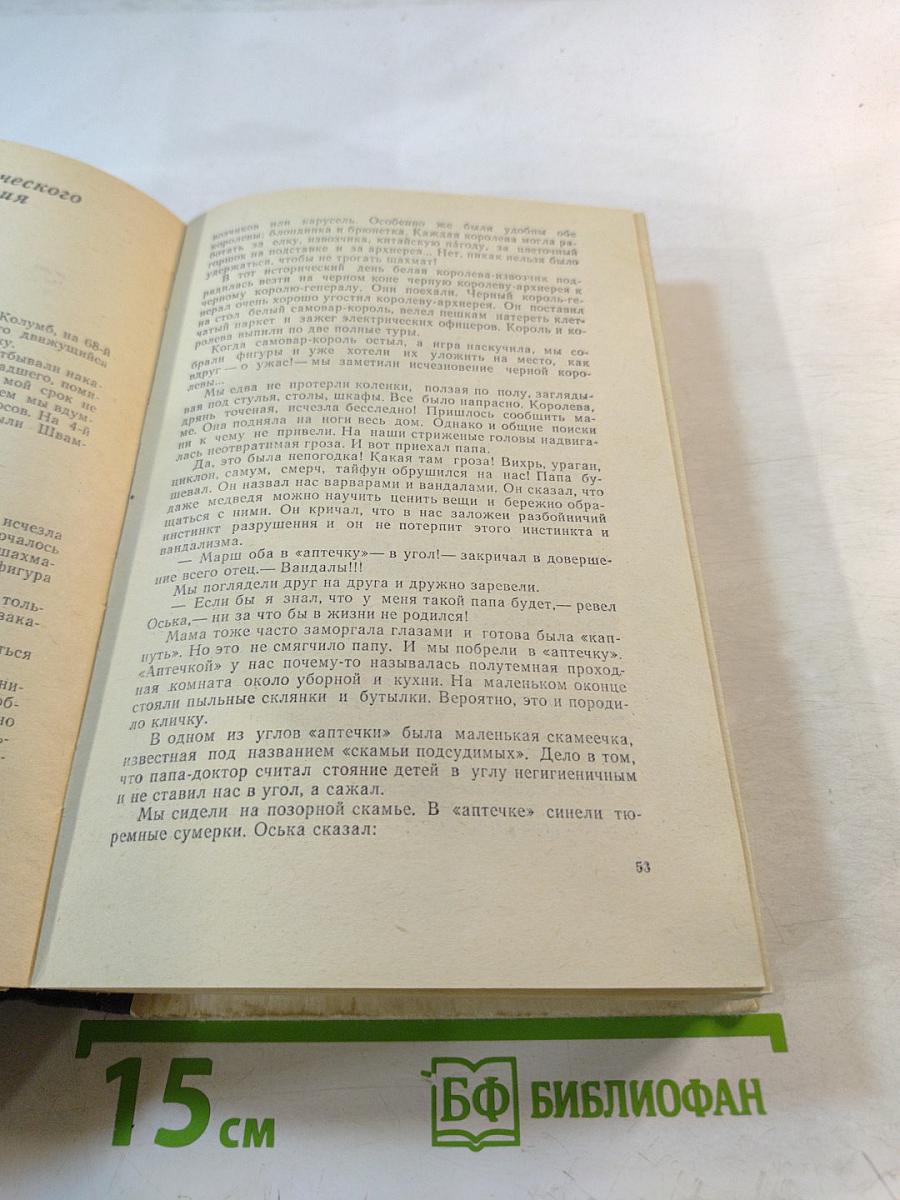 ческого
ия
Колумб, на 68-й
о движущийся
ку.
тбывали нака-
адшего, поми-
мой срок не
ем мы вдум-
росов. На 4-й
ыли Швам-
исчезла
ючалось
шахма-
фигура
толь-
зака-
ться
ни-
об-
но
ь-
возчиков или карусель. Особенно же были удобны обе
королевы: блондинка и брюнетка. Каждая королева могла ра-
ботать за елку, извозчика, китайскую пагоду, за цветочный
горшок на подставке и за архиерея... Нет, никак нельзя было
удержаться, чтобы не трогать шахмат!
В тот исторический день белая королева-извозчик под-
рядилась везти на черном коне черную королеву-архиерея к
черному королю-генералу. Они поехали. Черный король-ге-
нерал очень хорошо угостил королеву-архиерея. Он поставил
на стол белый самовар-король, велел пешкам натереть клет-
чатый паркет и зажег электрических офицеров. Король и ко-
ролева выпили по две полные туры.
Когда самовар-король остыл, а игра наскучила, мы со-
брали фигуры и уже хотели их уложить на место, как
вдруг — о ужас! — мы заметили исчезновение черной коро-
левы...
Мы едва не протерли коленки, ползая по полу, загляды-
вая под стулья, столы, шкафы. Все было напрасно. Королева,
дрянь точеная, исчезла бесследно! Пришлось сообщить ма-
ме. Она подняла на ноги весь дом. Однако и общие поиски
ни к чему не привели. На наши стриженые головы надвига-
лась неотвратимая гроза. И вот приехал папа.
Да, это была непогодка! Какая там гроза! Вихрь, ураган,
циклон, самум, смерч, тайфун обрушился на нас! Папа бу-
шевал. Он назвал нас варварами и вандалами. Он сказал, что
даже медведя можно научить ценить вещи и бережно обра-
щаться с ними. Он кричал, что в нас заложен разбойничий
инстинкт разрушения и он не потерпит этого инстинкта и
вандализма.
— Марш оба в «аптечку» — в угол! — закричал в доверше-
ние всего отец. — Вандалы!!!
Мы поглядели друг на друга и дружно заревели.
— Если бы я знал, что у меня такой папа будет, — ревел
Оська, — ни за что бы в жизни не родился!
Мама тоже часто заморгала глазами и готова была «кап-
нуть». Но это не смягчило папу. И мы побрели в «аптечку».
«Аптечкой» у нас почему-то называлась полутемная проход-
ная комната около уборной и кухни. На маленьком оконце
стояли пыльные склянки и бутылки. Вероятно, это и породи-
ло кличку.
В одном из углов «аптечки» была маленькая скамеечка,
известная под названием «скамьи подсудимых». Дело в том,
что папа-доктор считал стояние детей в углу негигиеничным
и не ставил нас в угол, а сажал.
Мы сидели на позорной скамье. В «аптечке» синели тю-
ремные сумерки. Оська сказал:
53
15 см
БФ БИБЛИОФАН